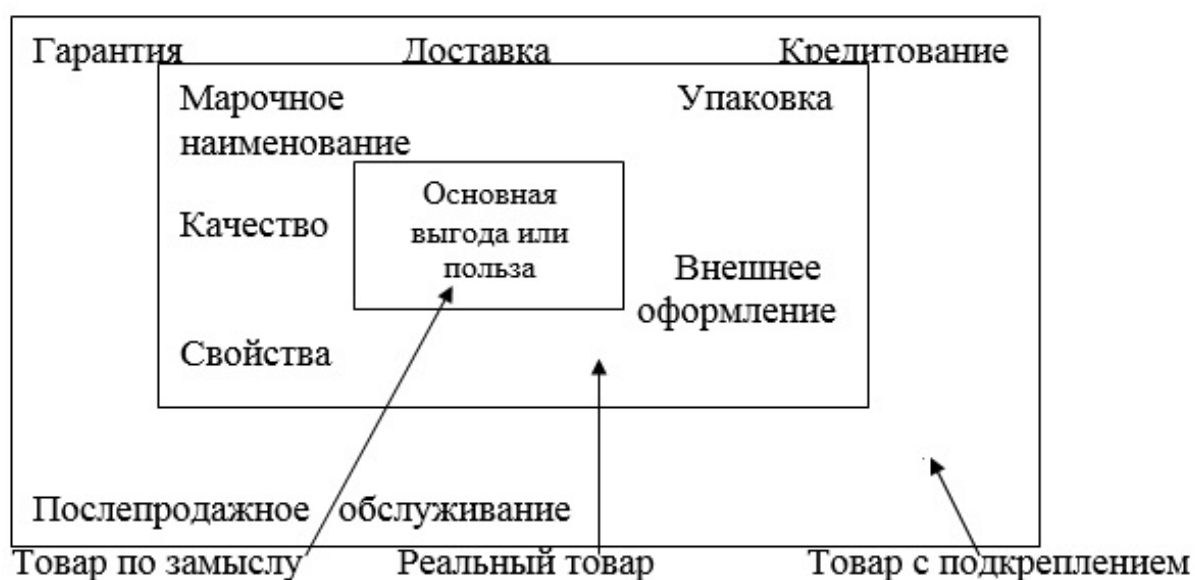 Гарантия Доставка Кредитование
Марочное Упаковка
наименование
Основная
Качество выгода или
польза
Внешнее
оформление
Свойства
Послепродажное обслуживание
Товар по замыслу Реальный товар Товар с подкреплением